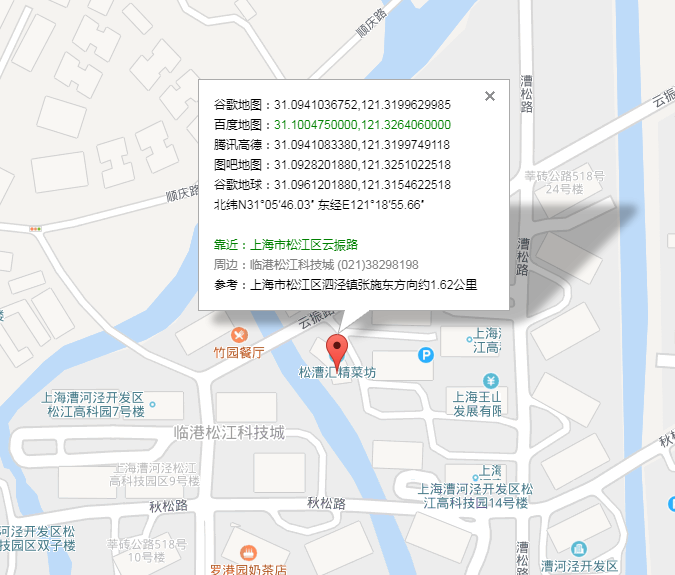 顺庆路
漕松路
云振路
谷歌地图：31.0941036752,121.3199629985
百度地图：31.1004750000,121.3264060000
腾讯高德：31.0941083380,121.3199749118
图吧地图：31.0928201880,121.3251022518
谷歌地球：31.0961201880,121.3154622518
北纬N31°05′46.03″ 东经E121°18′55.66″
靠近：上海市松江区云振路
周边：临港松江科技城 (021)38298198
参考：上海市松江区泗泾镇张施东方向约1.62公里
莘砖公路518号
24号楼
顺庆路
漕松路
云振路
竹园餐厅
P
上海
江高科
松漕汇精菜坊
上海漕河泾开发区
松江高科园7号楼
上海王山
发展有限
临港松江科技城
秋松路
上海漕河泾松江
高科技园区9号楼
上海
上海漕河泾开发区松
江高科技园14号楼
秋松路
秋松路
河泾开发区松
技园区双子楼
莘砖公路518号
10号楼
罗港园奶茶店
漕松路
漕河泾开发区